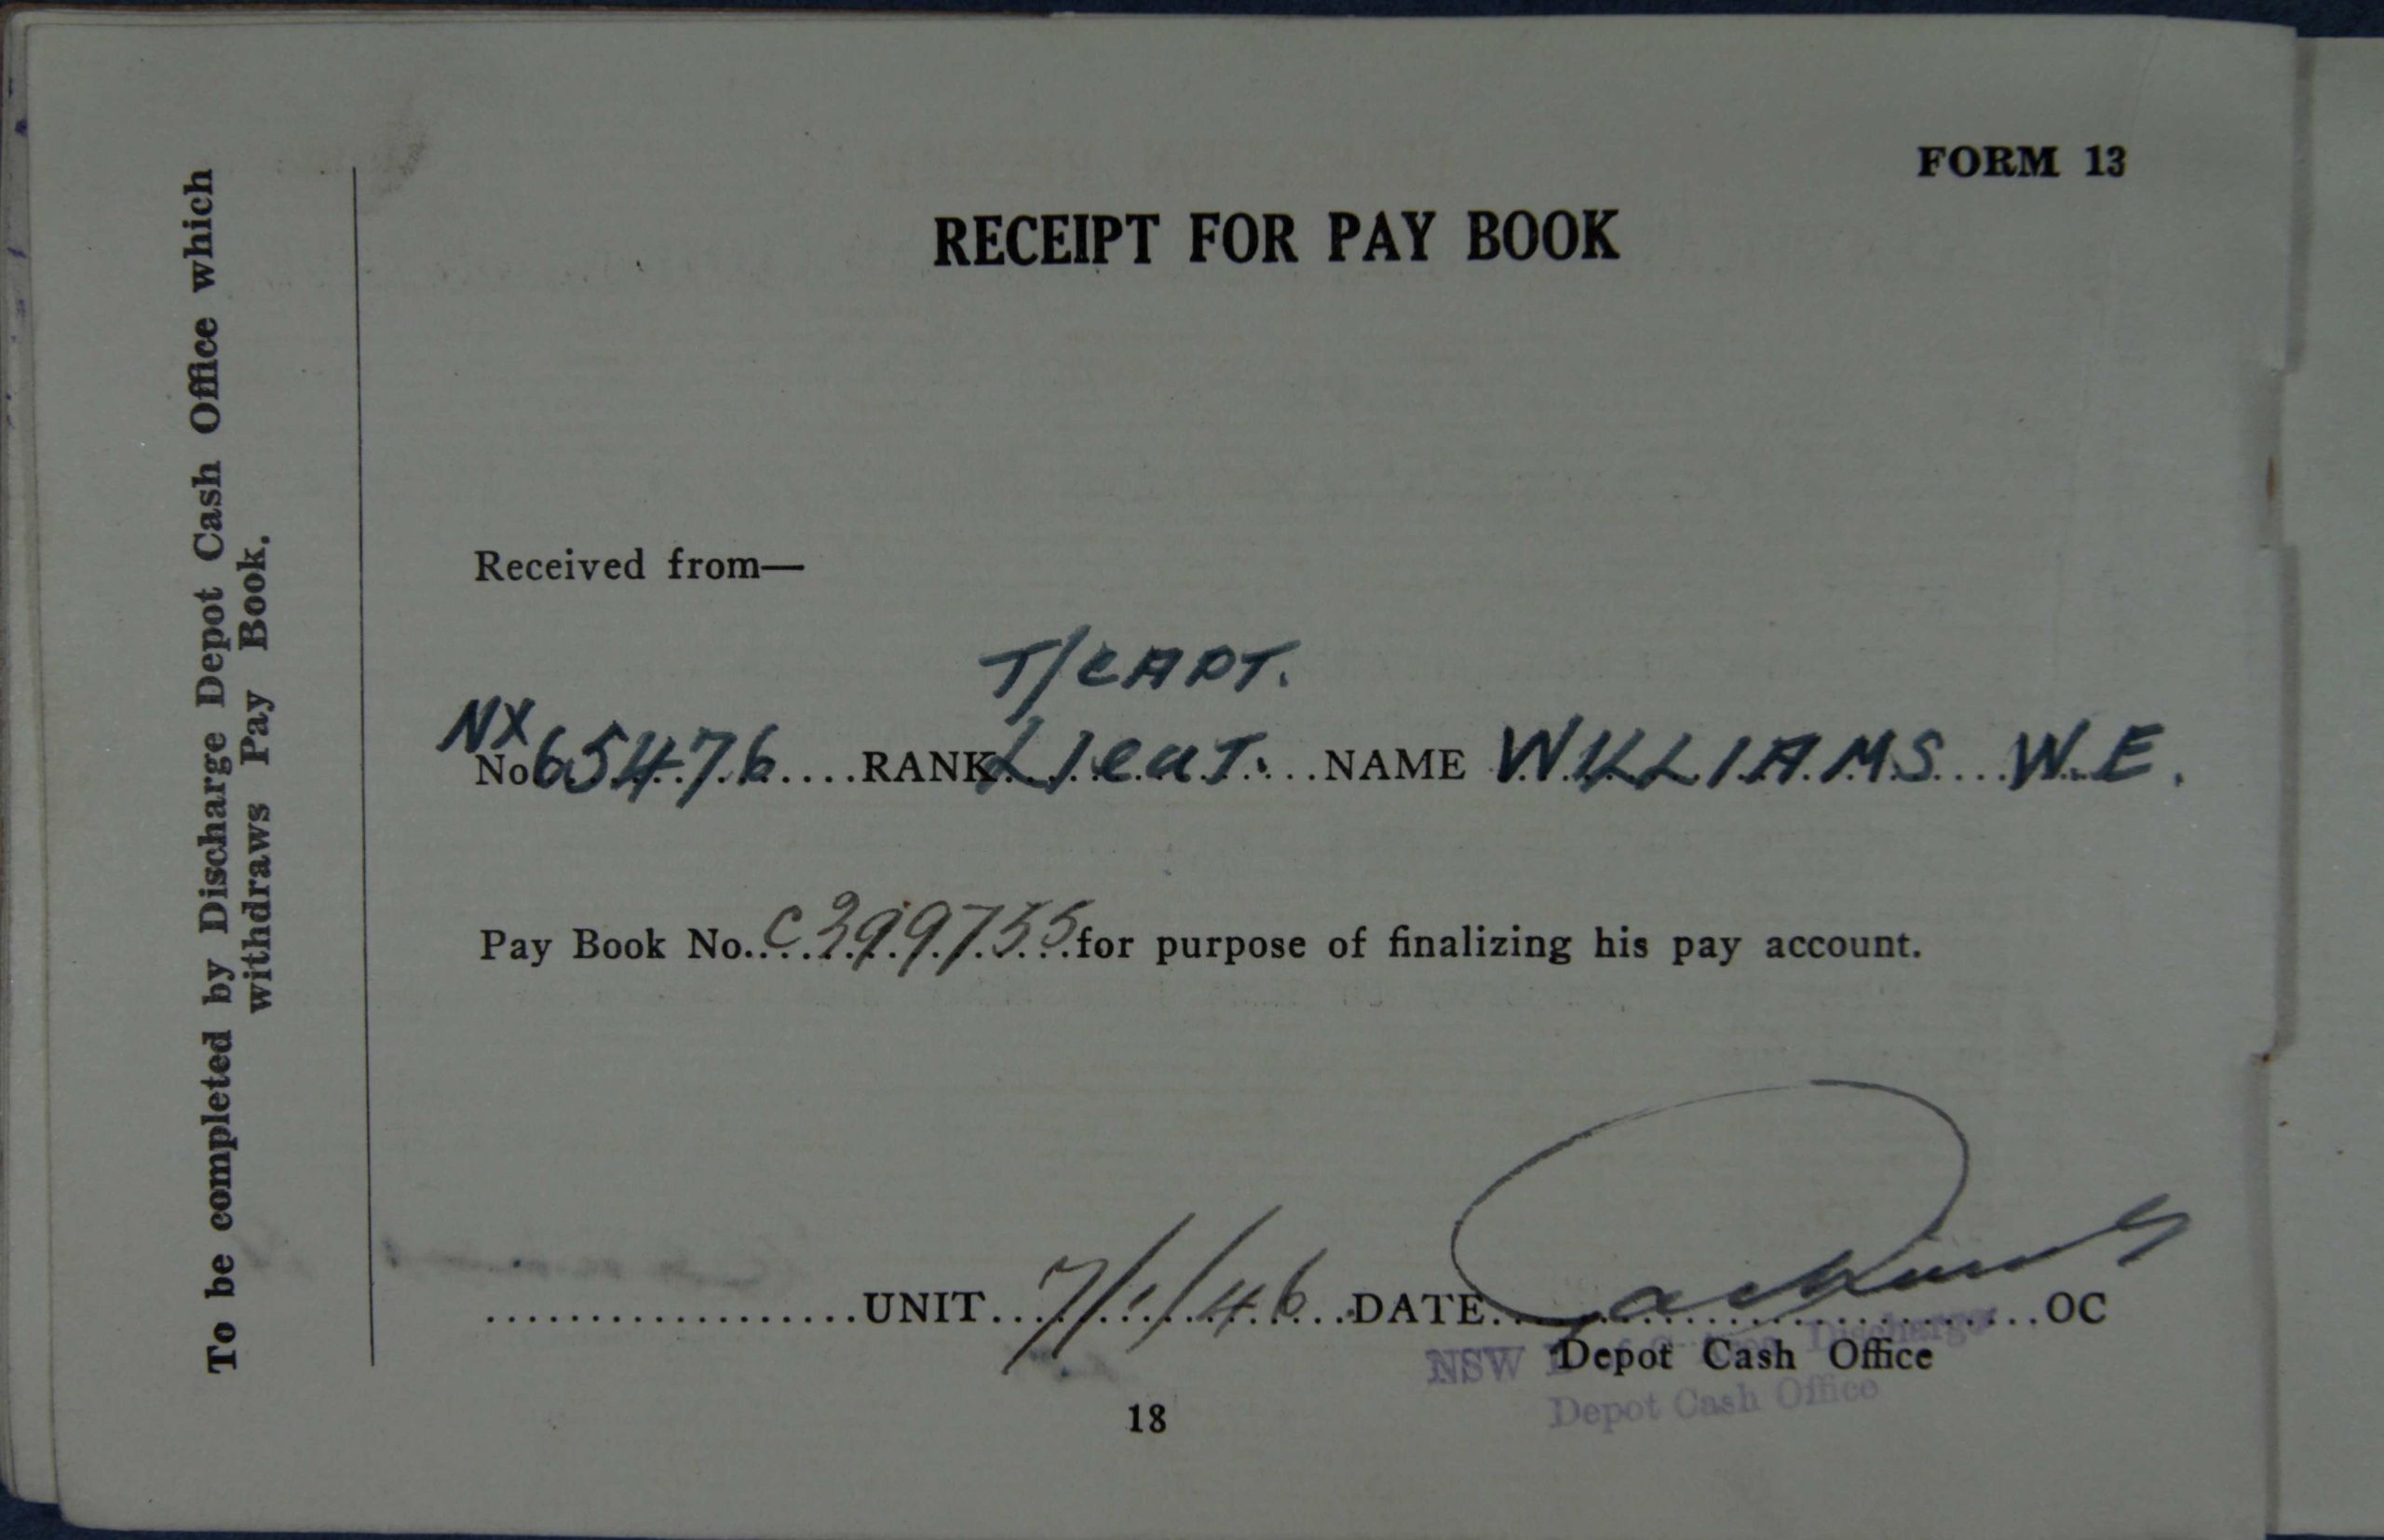 FORM 13
RECEIPT FOR PAY BOOK
To be completed by Discharge Depot Cash Office which
withdraws Pay Book.
Received from—
T/CAPT.
NX
No 65476 RANK Lieut. NAME WILLIAMS W.E.
Pay Book No. C399755 for purpose of finalizing his pay account.
UNIT 7/1/46 DATE OC
Depot Cash Office
NSW Discharge
Depot Cash Office
18